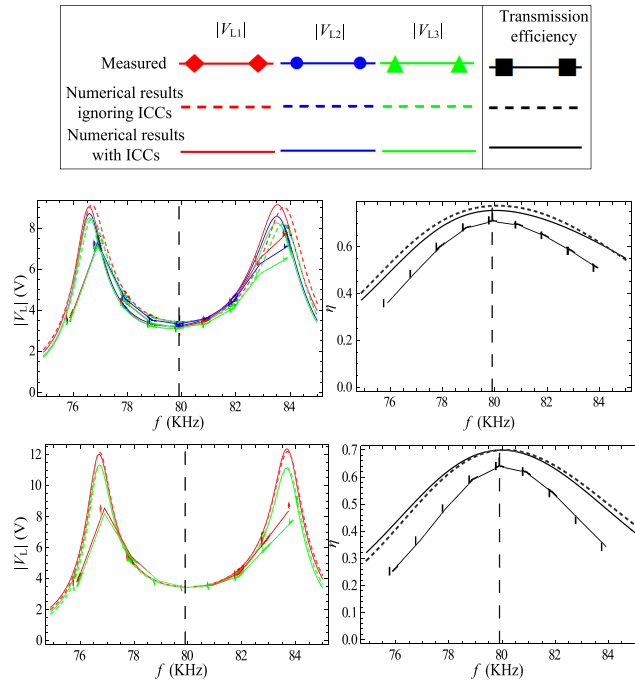 |V_L1| |V_L2| |V_L3| Transmission
efficiency
Measured
Numerical results
ignoring ICCs
Numerical results
with ICCs
|V_L| (V)
8
6
4
2
0
76 78 80 82 84
f (KHz)
η
0.6
0.4
0.2
0.0
76 78 80 82 84
f (KHz)
|V_L| (V)
12
10
8
6
4
2
0
76 78 80 82 84
f (KHz)
η
0.7
0.6
0.5
0.4
0.3
0.2
0.1
0.0
76 78 80 82 84
f (KHz)